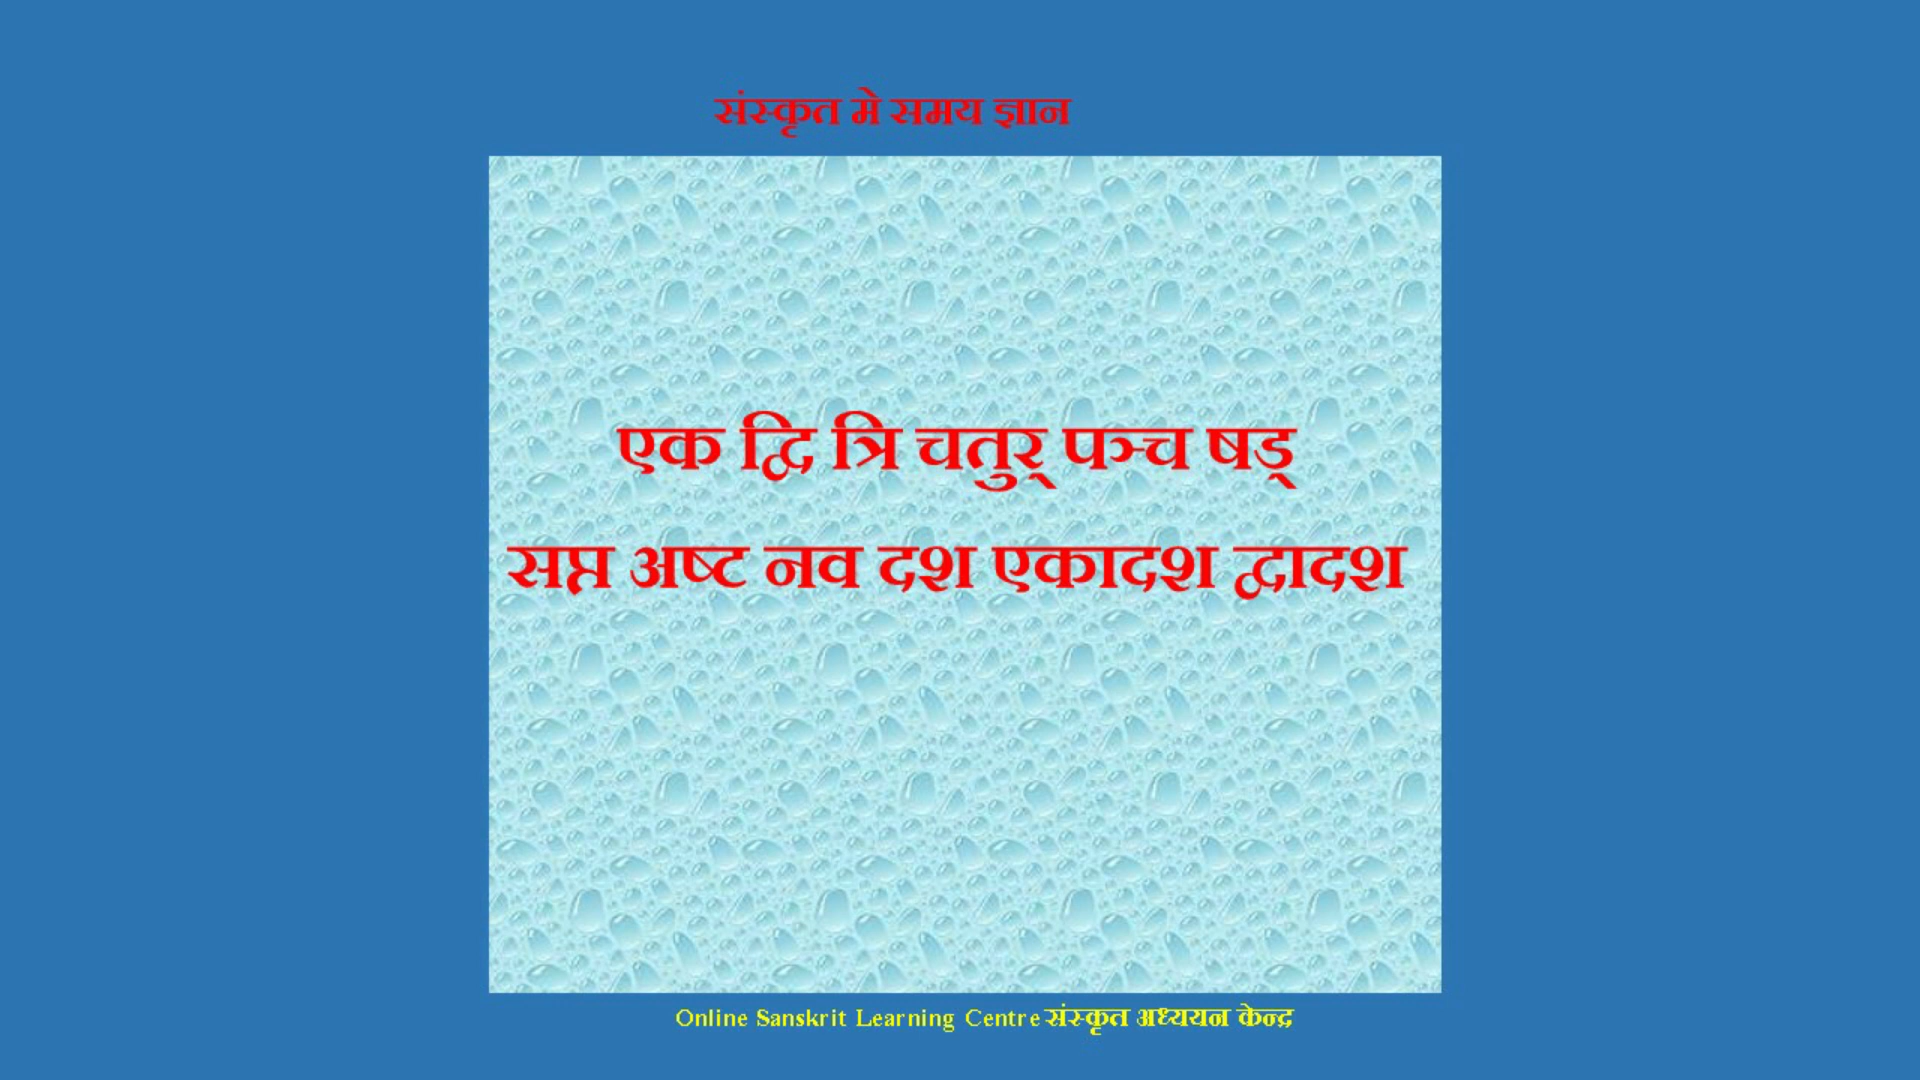 संस्कृत मे समय ज्ञान
एक द्वि त्रि चतुर् पञ्च षड्
सप्त अष्ट नव दश एकादश द्वादश
Online Sanskrit Learning Centre संस्कृत अध्ययन केन्द्र